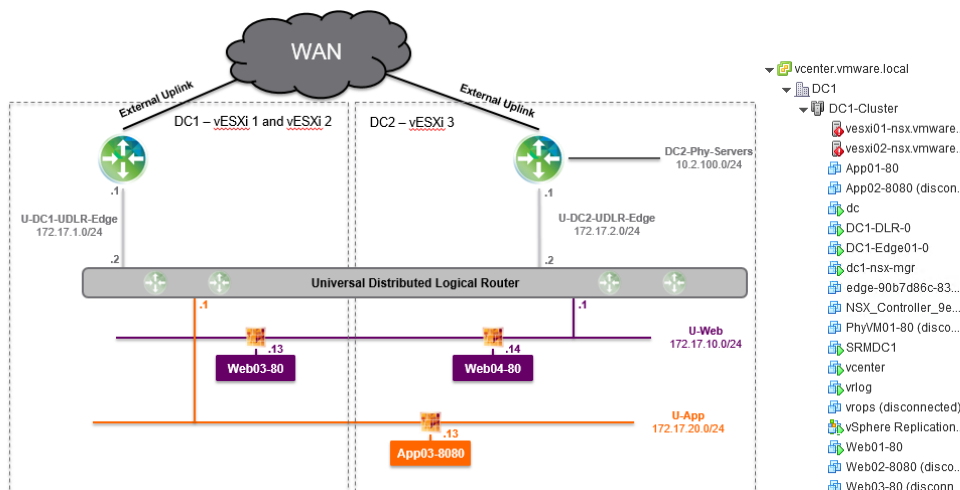 WAN
External Uplink
External Uplink
DC1 – vESXi 1 and vESXi 2
DC2 – vESXi 3
DC2-Phy-Servers
10.2.100.0/24
.1
.1
U-DC1-UDLR-Edge
172.17.1.0/24
U-DC2-UDLR-Edge
172.17.2.0/24
.2
.2
Universal Distributed Logical Router
.1
.1
U-Web
172.17.10.0/24
.13
.14
Web03-80
Web04-80
U-App
172.17.20.0/24
.13
App03-8080
vcenter.vmware.local
DC1
DC1-Cluster
vesxi01-nsx.vmware.
vesxi02-nsx.vmware.
App01-80
App02-8080 (discon.
dc
DC1-DLR-0
DC1-Edge01-0
dc1-nsx-mgr
edge-90b7d86c-83...
NSX_Controller_9e...
PhyVM01-80 (disco...
SRMDC1
vcenter
vrlog
vrops (disconnected)
vSphere Replication..
Web01-80
Web02-8080 (disco..
Web03-80 (disconn..